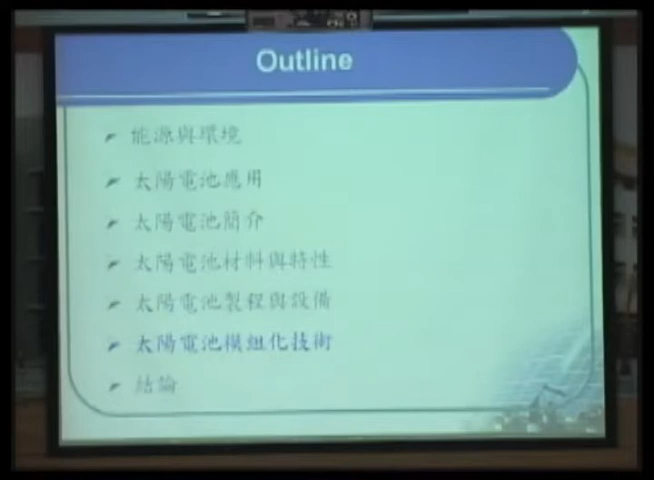 Outline
能源與環境
太陽電池應用
太陽電池簡介
太陽電池材料與特性
太陽電池製程與設備
太陽電池模組化技術
結論